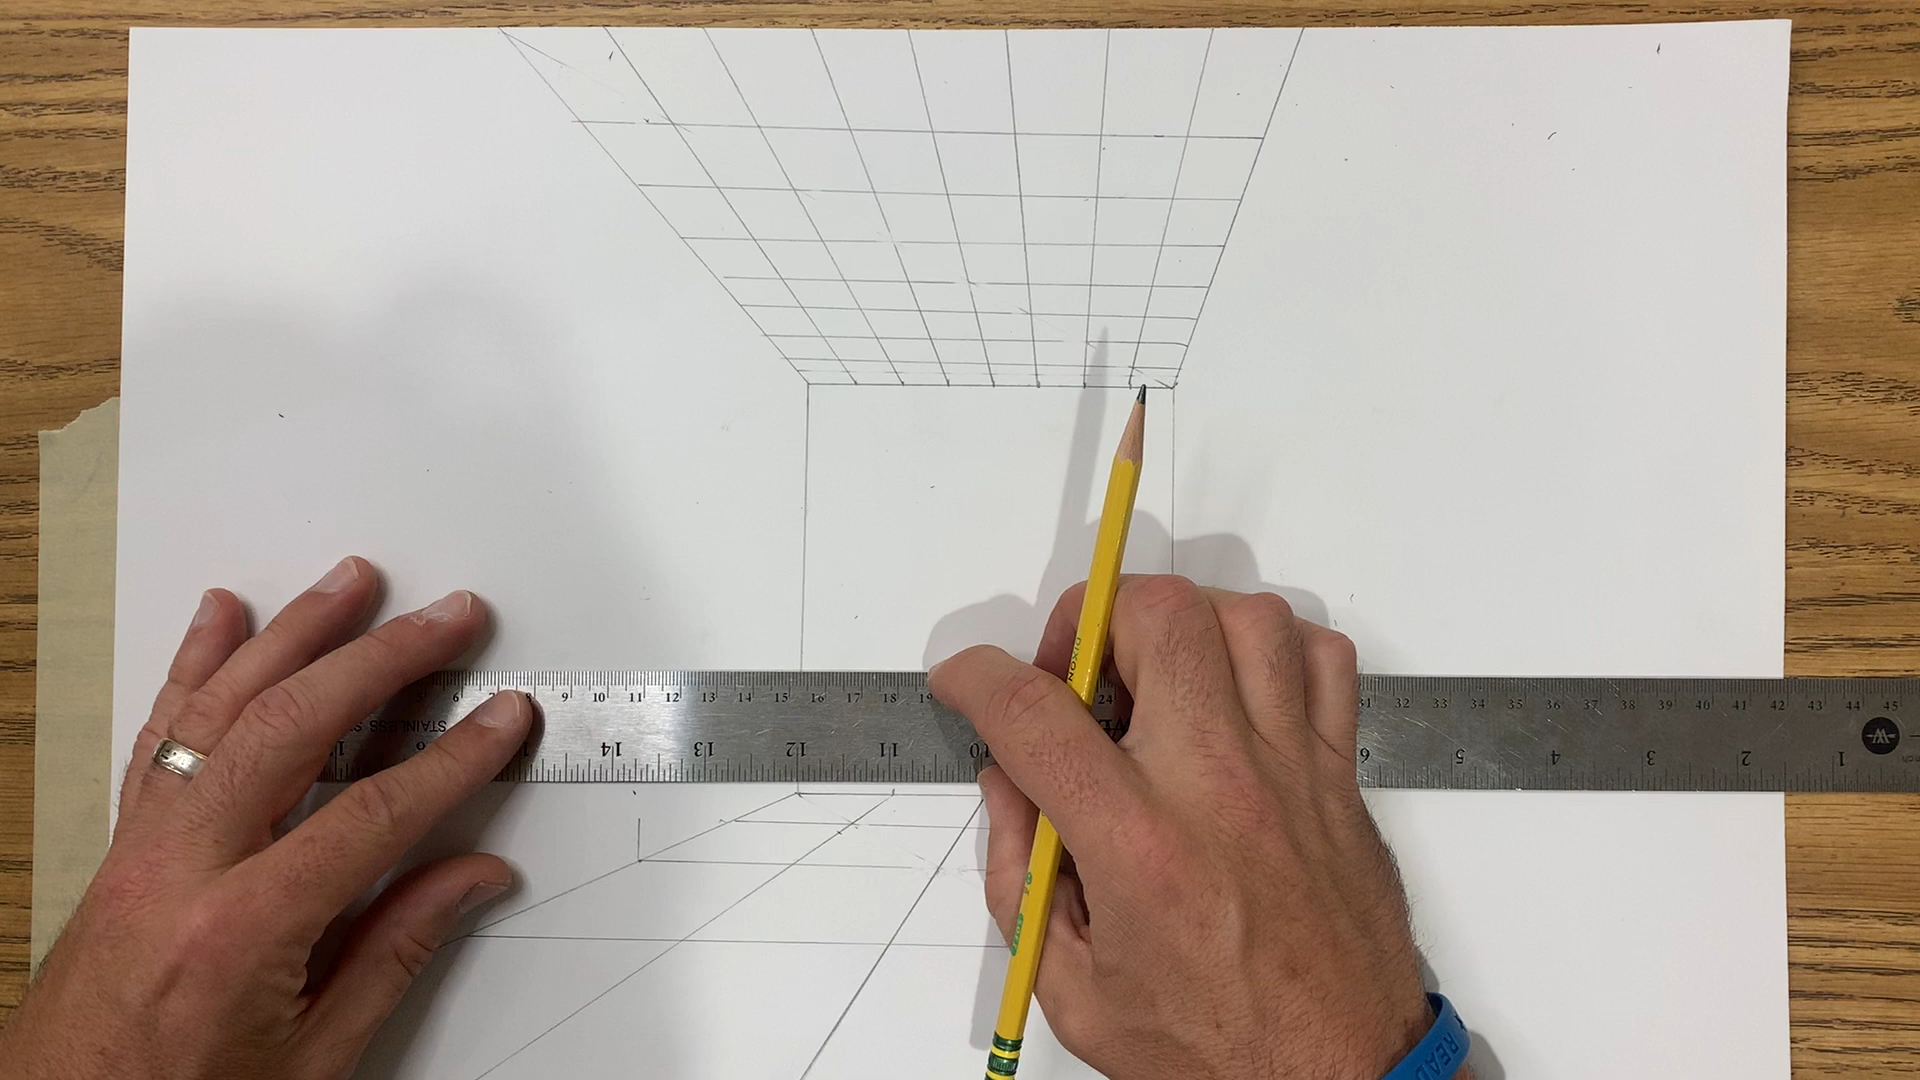 6 7 8 9 10 11 12 13 14 15 16 17 18 19 24 31 32 33 34 35 36 37 38 39 40 41 42 43 44 45
STAINLESS
14 13 12 11 10 6 5 4 3 2 1
inch
DIXON
READ